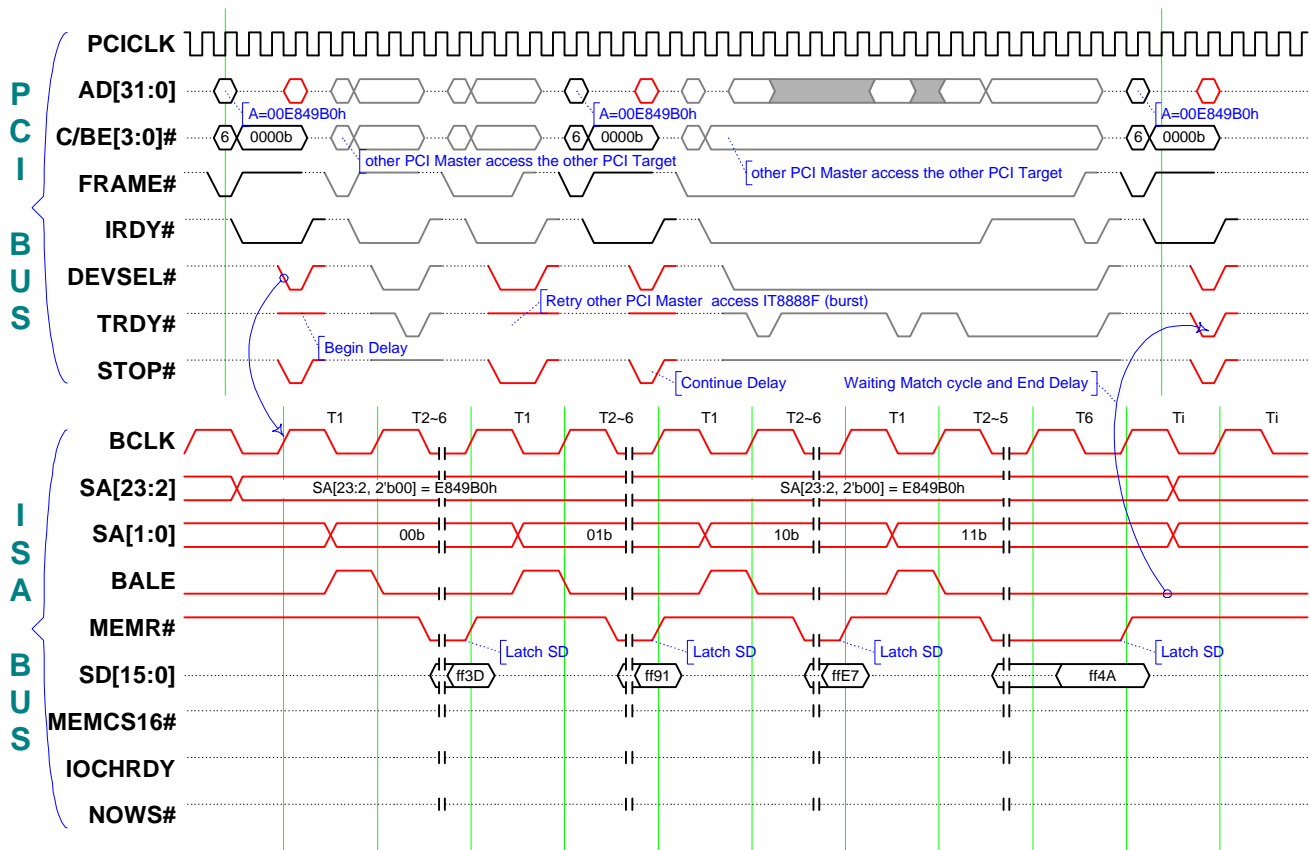 PCI BUS
PCICLK
AD[31:0]
A=00E849B0h
A=00E849B0h
A=00E849B0h
C/BE[3:0]#
6
0000b
6
0000b
6
0000b
other PCI Master access the other PCI Target
other PCI Master access the other PCI Target
FRAME#
IRDY#
DEVSEL#
Retry other PCI Master access IT8888F (burst)
TRDY#
Begin Delay
STOP#
Continue Delay
Waiting Match cycle and End Delay
ISA BUS
T1
T2~6
T1
T2~6
T1
T2~6
T1
T2~5
T6
Ti
Ti
BCLK
SA[23:2]
SA[23:2, 2'b00] = E849B0h
SA[23:2, 2'b00] = E849B0h
SA[1:0]
00b
01b
10b
11b
BALE
MEMR#
Latch SD
Latch SD
Latch SD
Latch SD
SD[15:0]
ff3D
ff91
ffE7
ff4A
MEMCS16#
IOCHRDY
NOWS#